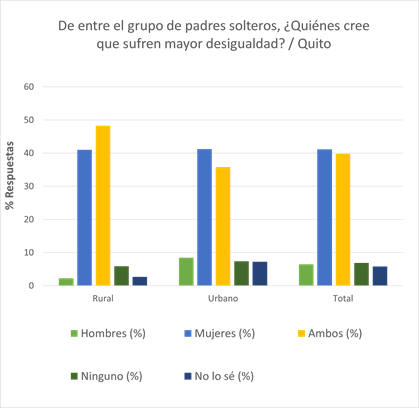 De entre el grupo de padres solteros, ¿Quiénes cree
que sufren mayor desigualdad? / Quito
% Respuestas
60
50
40
30
20
10
0
Rural
Urbano
Total
Hombres (%)
Mujeres (%)
Ambos (%)
Ninguno (%)
No lo sé (%)